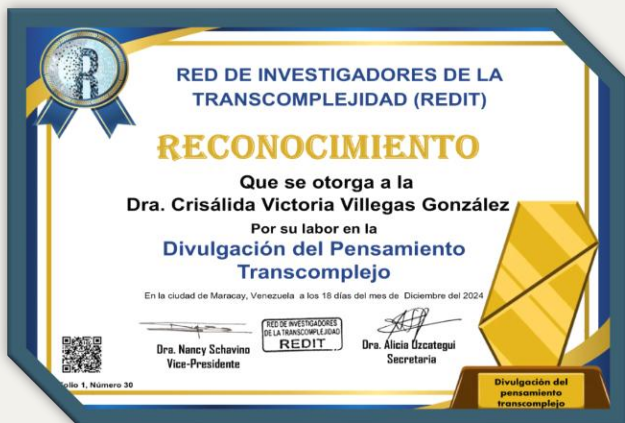 R
RED DE INVESTIGADORES DE LA
TRANSCOMPLEJIDAD (REDIT)
RECONOCIMIENTO
Que se otorga a la
Dra. Crisálida Victoria Villegas González
Por su labor en la
Divulgación del Pensamiento
Transcomplejo
En la ciudad de Maracay, Venezuela a los 18 días del mes de Diciembre del 2024
RED DE INVESTIGADORES
DE LA TRANSCOMPLEJIDAD
REDIT
Dra. Nancy Schavino
Vice-Presidente
Dra. Alicia Uzcategui
Secretaria
olio 1, Número 30
Divulgación del
pensamiento
transcomplejo